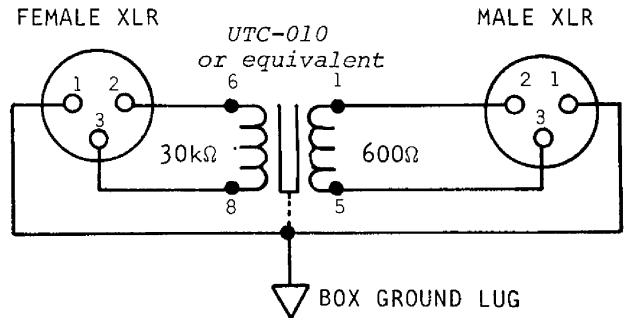 FEMALE XLR
MALE XLR
UTC-010
or equivalent
1
2
3
6
8
30kΩ
1
5
600Ω
2
1
3
BOX GROUND LUG